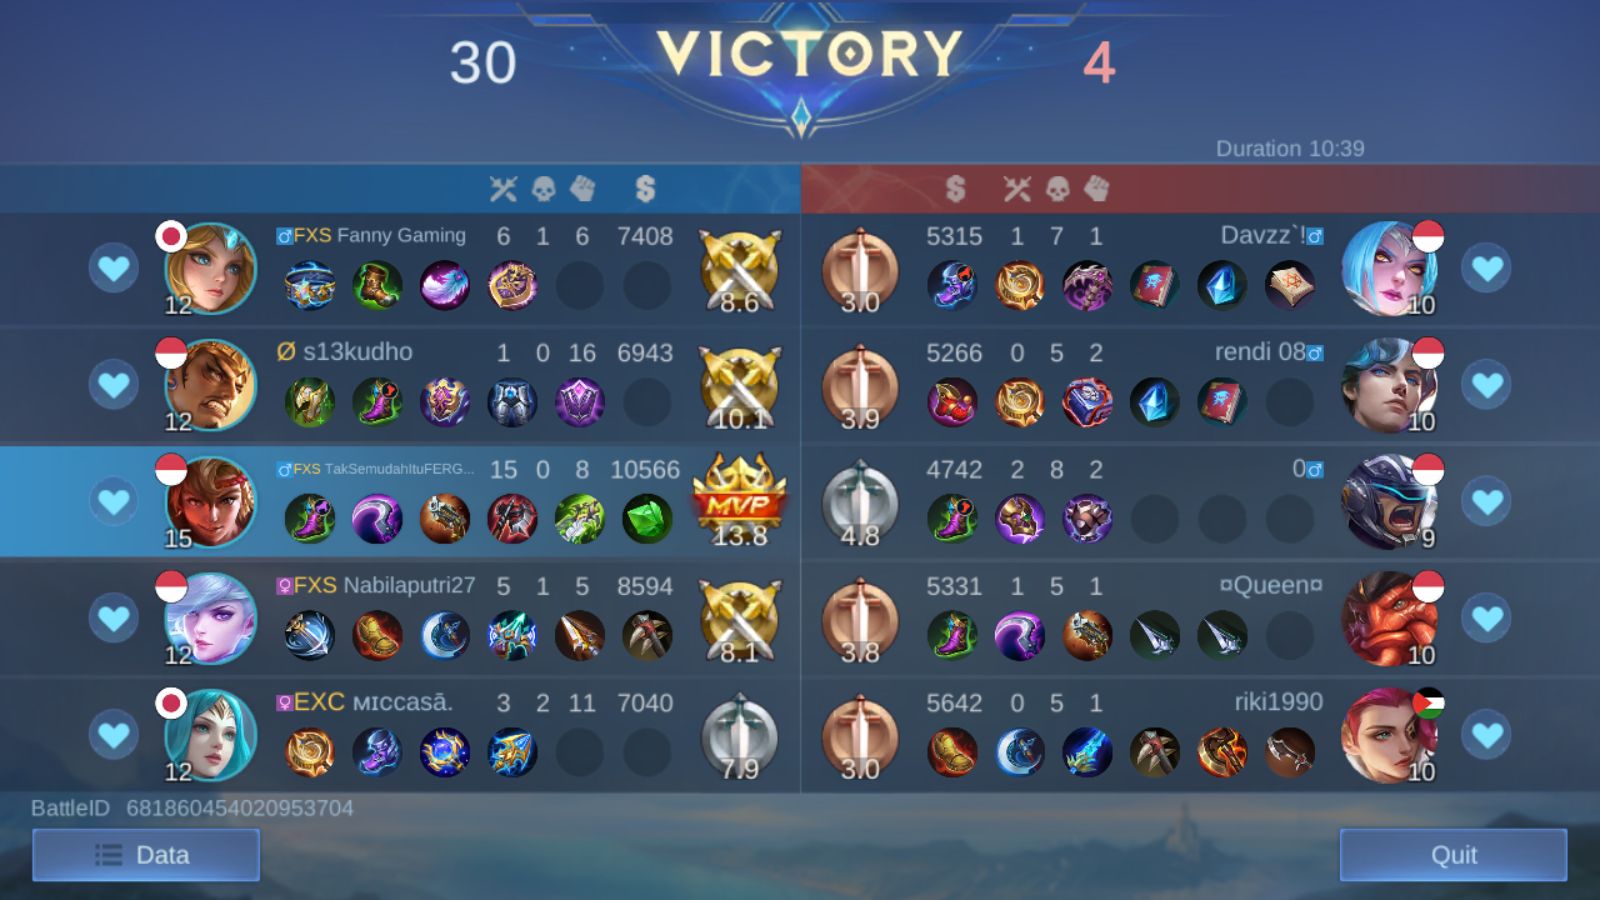 30 VICTORY 4
Duration 10:39
FXS Fanny Gaming 6 1 6 7408
12 8.6
5315 1 7 1 Davzz`!
3.0 10
Ø s13kudho 1 0 16 6943
12 10.1
5266 0 5 2 rendi 08
3.9 10
FXS TakSemudahItuFERG... 15 0 8 10566
MVP
15 13.8
4742 2 8 2 0
4.8 9
FXS Nabilaputri27 5 1 5 8594
12 8.1
5331 1 5 1 ¤Queen¤
3.8 10
EXC мɪccasā. 3 2 11 7040
12 7.9
5642 0 5 1 riki1990
3.0 10
BattleID 681860454020953704
Data
Quit